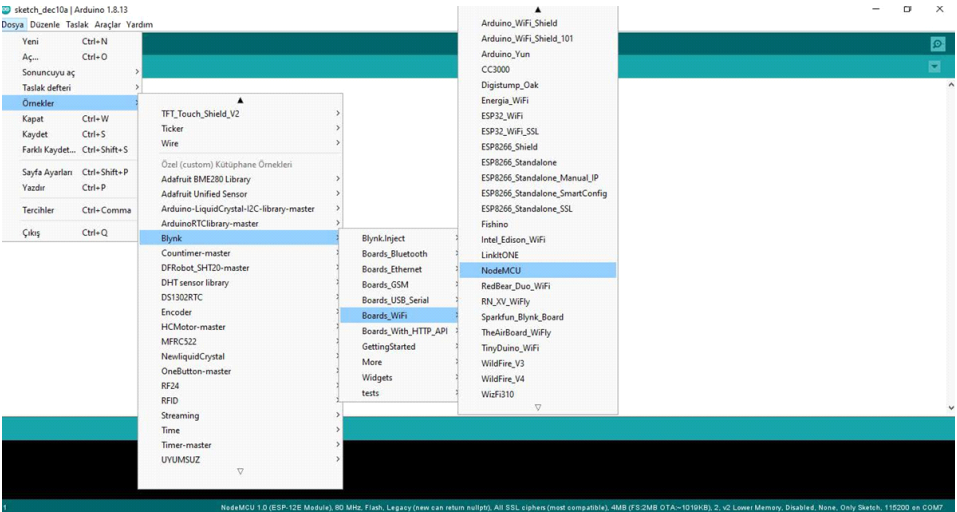 sketch_dec10a | Arduino 1.8.13
Dosya Düzenle Taslak Araçlar Yardım
Yeni Ctrl+N
Aç... Ctrl+O
Sonuncuyu aç
Taslak defteri
Örnekler
Kapat Ctrl+W
Kaydet Ctrl+S
Farklı Kaydet... Ctrl+Shift+S
Sayfa Ayarları Ctrl+Shift+P
Yazdır Ctrl+P
Tercihler Ctrl+Comma
Çıkış Ctrl+Q
TFT_Touch_Shield_V2
Ticker
Wire
Özel (custom) Kütüphane Örnekleri
Adafruit BME280 Library
Adafruit Unified Sensor
Arduino-LiquidCrystal-I2C-library-master
ArduinoRTClibrary-master
Blynk
Countimer-master
DFRobot_SHT20-master
DHT sensor library
DS1302RTC
Encoder
HCMotor-master
MFRC522
NewliquidCrystal
OneButton-master
RF24
RFID
Streaming
Time
Timer-master
UYUMSUZ
Blynk.Inject
Boards_Bluetooth
Boards_Ethernet
Boards_GSM
Boards_USB_Serial
Boards_WiFi
Boards_With_HTTP_API
GettingStarted
More
Widgets
tests
Arduino_WiFi_Shield
Arduino_WiFi_Shield_101
Arduino_Yun
CC3000
Digistump_Oak
Energia_WiFi
ESP32_WiFi
ESP32_WiFi_SSL
ESP8266_Shield
ESP8266_Standalone
ESP8266_Standalone_Manual_IP
ESP8266_Standalone_SmartConfig
ESP8266_Standalone_SSL
Fishino
Intel_Edison_WiFi
LinkItONE
NodeMCU
RedBear_Duo_WiFi
RN_XV_WiFly
Sparkfun_Blynk_Board
TheAirBoard_WiFly
TinyDuino_WiFi
WildFire_V3
WildFire_V4
WizFi310
1 NodeMCU 1.0 (ESP-12E Module), 80 MHz, Flash, Legacy (new can return nullptr), All SSL ciphers (most compatible), 4MB (FS:2MB OTA:~1019KB), 2, v2 Lower Memory, Disabled, None, Only Sketch, 115200 on COM7